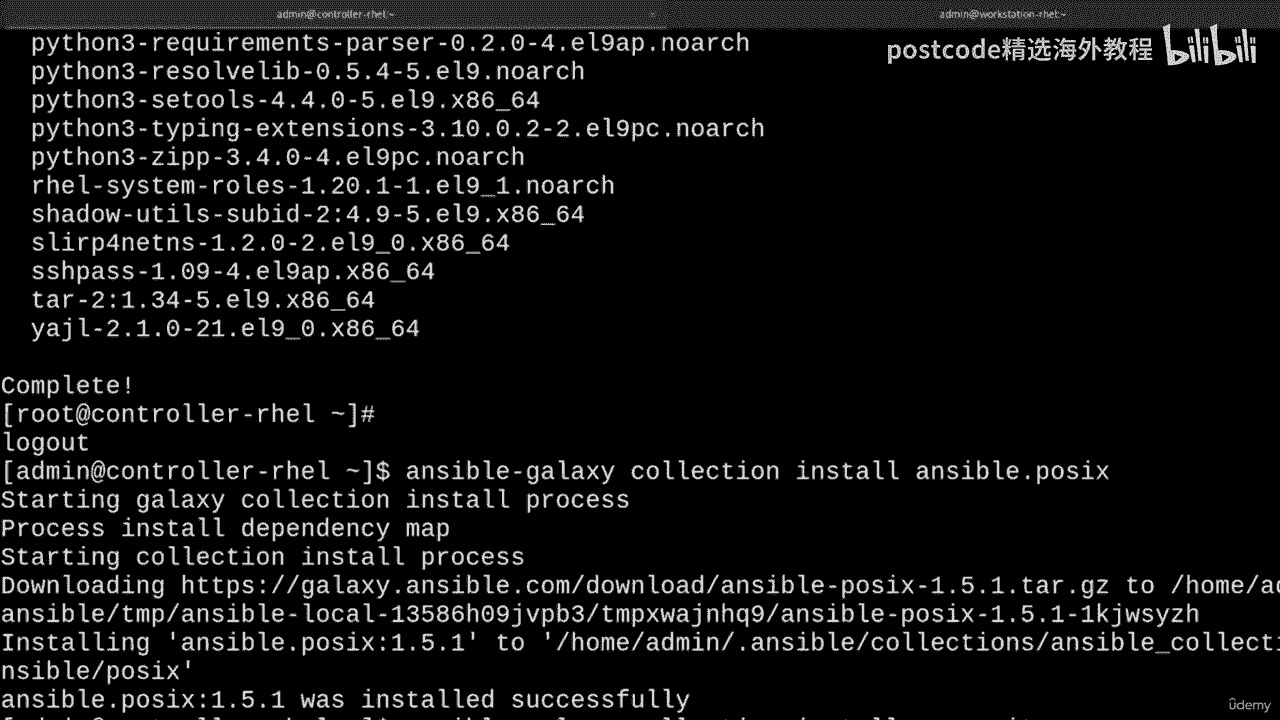 admin@controller-rhel:~ × admin@workstation-rhel:~
python3-requirements-parser-0.2.0-4.el9ap.noarch
postcode精选海外教程 bilibili
python3-resolvelib-0.5.4-5.el9.noarch
python3-setools-4.4.0-5.el9.x86_64
python3-typing-extensions-3.10.0.2-2.el9pc.noarch
python3-zipp-3.4.0-4.el9pc.noarch
rhel-system-roles-1.20.1-1.el9_1.noarch
shadow-utils-subid-2:4.9-5.el9.x86_64
slirp4netns-1.2.0-2.el9_0.x86_64
sshpass-1.09-4.el9ap.x86_64
tar-2:1.34-5.el9.x86_64
yajl-2.1.0-21.el9_0.x86_64
Complete!
[root@controller-rhel ~]#
logout
[admin@controller-rhel ~]$ ansible-galaxy collection install ansible.posix
Starting galaxy collection install process
Process install dependency map
Starting collection install process
Downloading https://galaxy.ansible.com/download/ansible-posix-1.5.1.tar.gz to /home/ad
ansible/tmp/ansible-local-13586h09jvpb3/tmpxwajnhq9/ansible-posix-1.5.1-1kjwsyzh
Installing 'ansible.posix:1.5.1' to '/home/admin/.ansible/collections/ansible_collecti
nsible/posix'
ansible.posix:1.5.1 was installed successfully
ûdemy